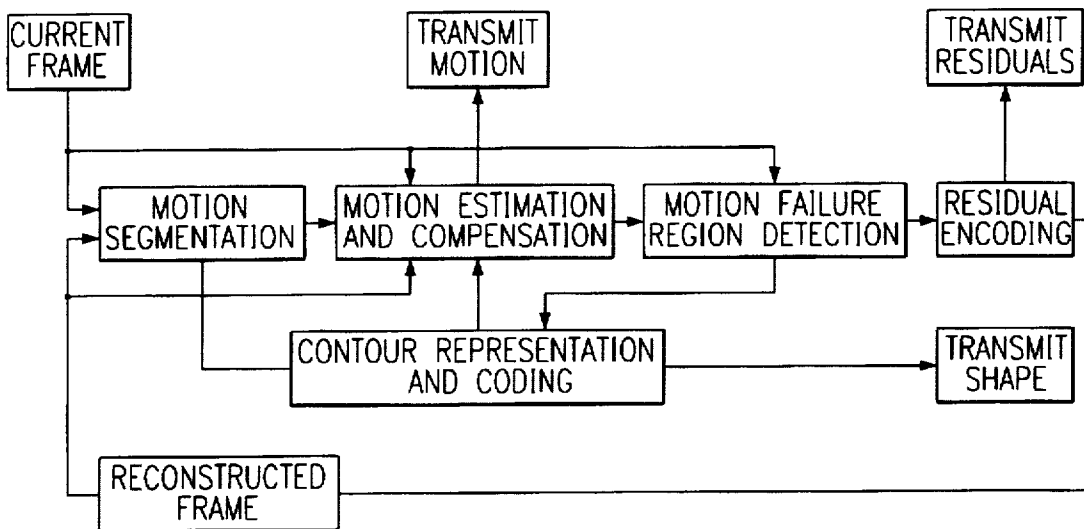 CURRENT
FRAME
TRANSMIT
MOTION
TRANSMIT
RESIDUALS
MOTION
SEGMENTATION
MOTION ESTIMATION
AND COMPENSATION
MOTION FAILURE
REGION DETECTION
RESIDUAL
ENCODING
CONTOUR REPRESENTATION
AND CODING
TRANSMIT
SHAPE
RECONSTRUCTED
FRAME